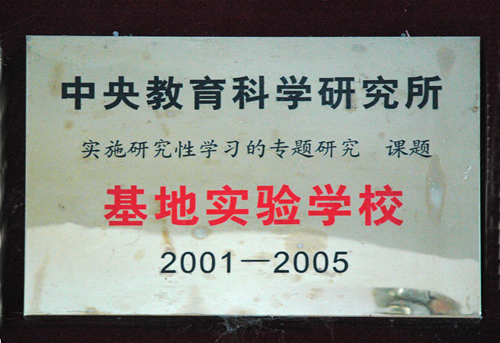 中央教育科学研究所
实施研究性学习的专题研究　课题
基地实验学校
2001—2005